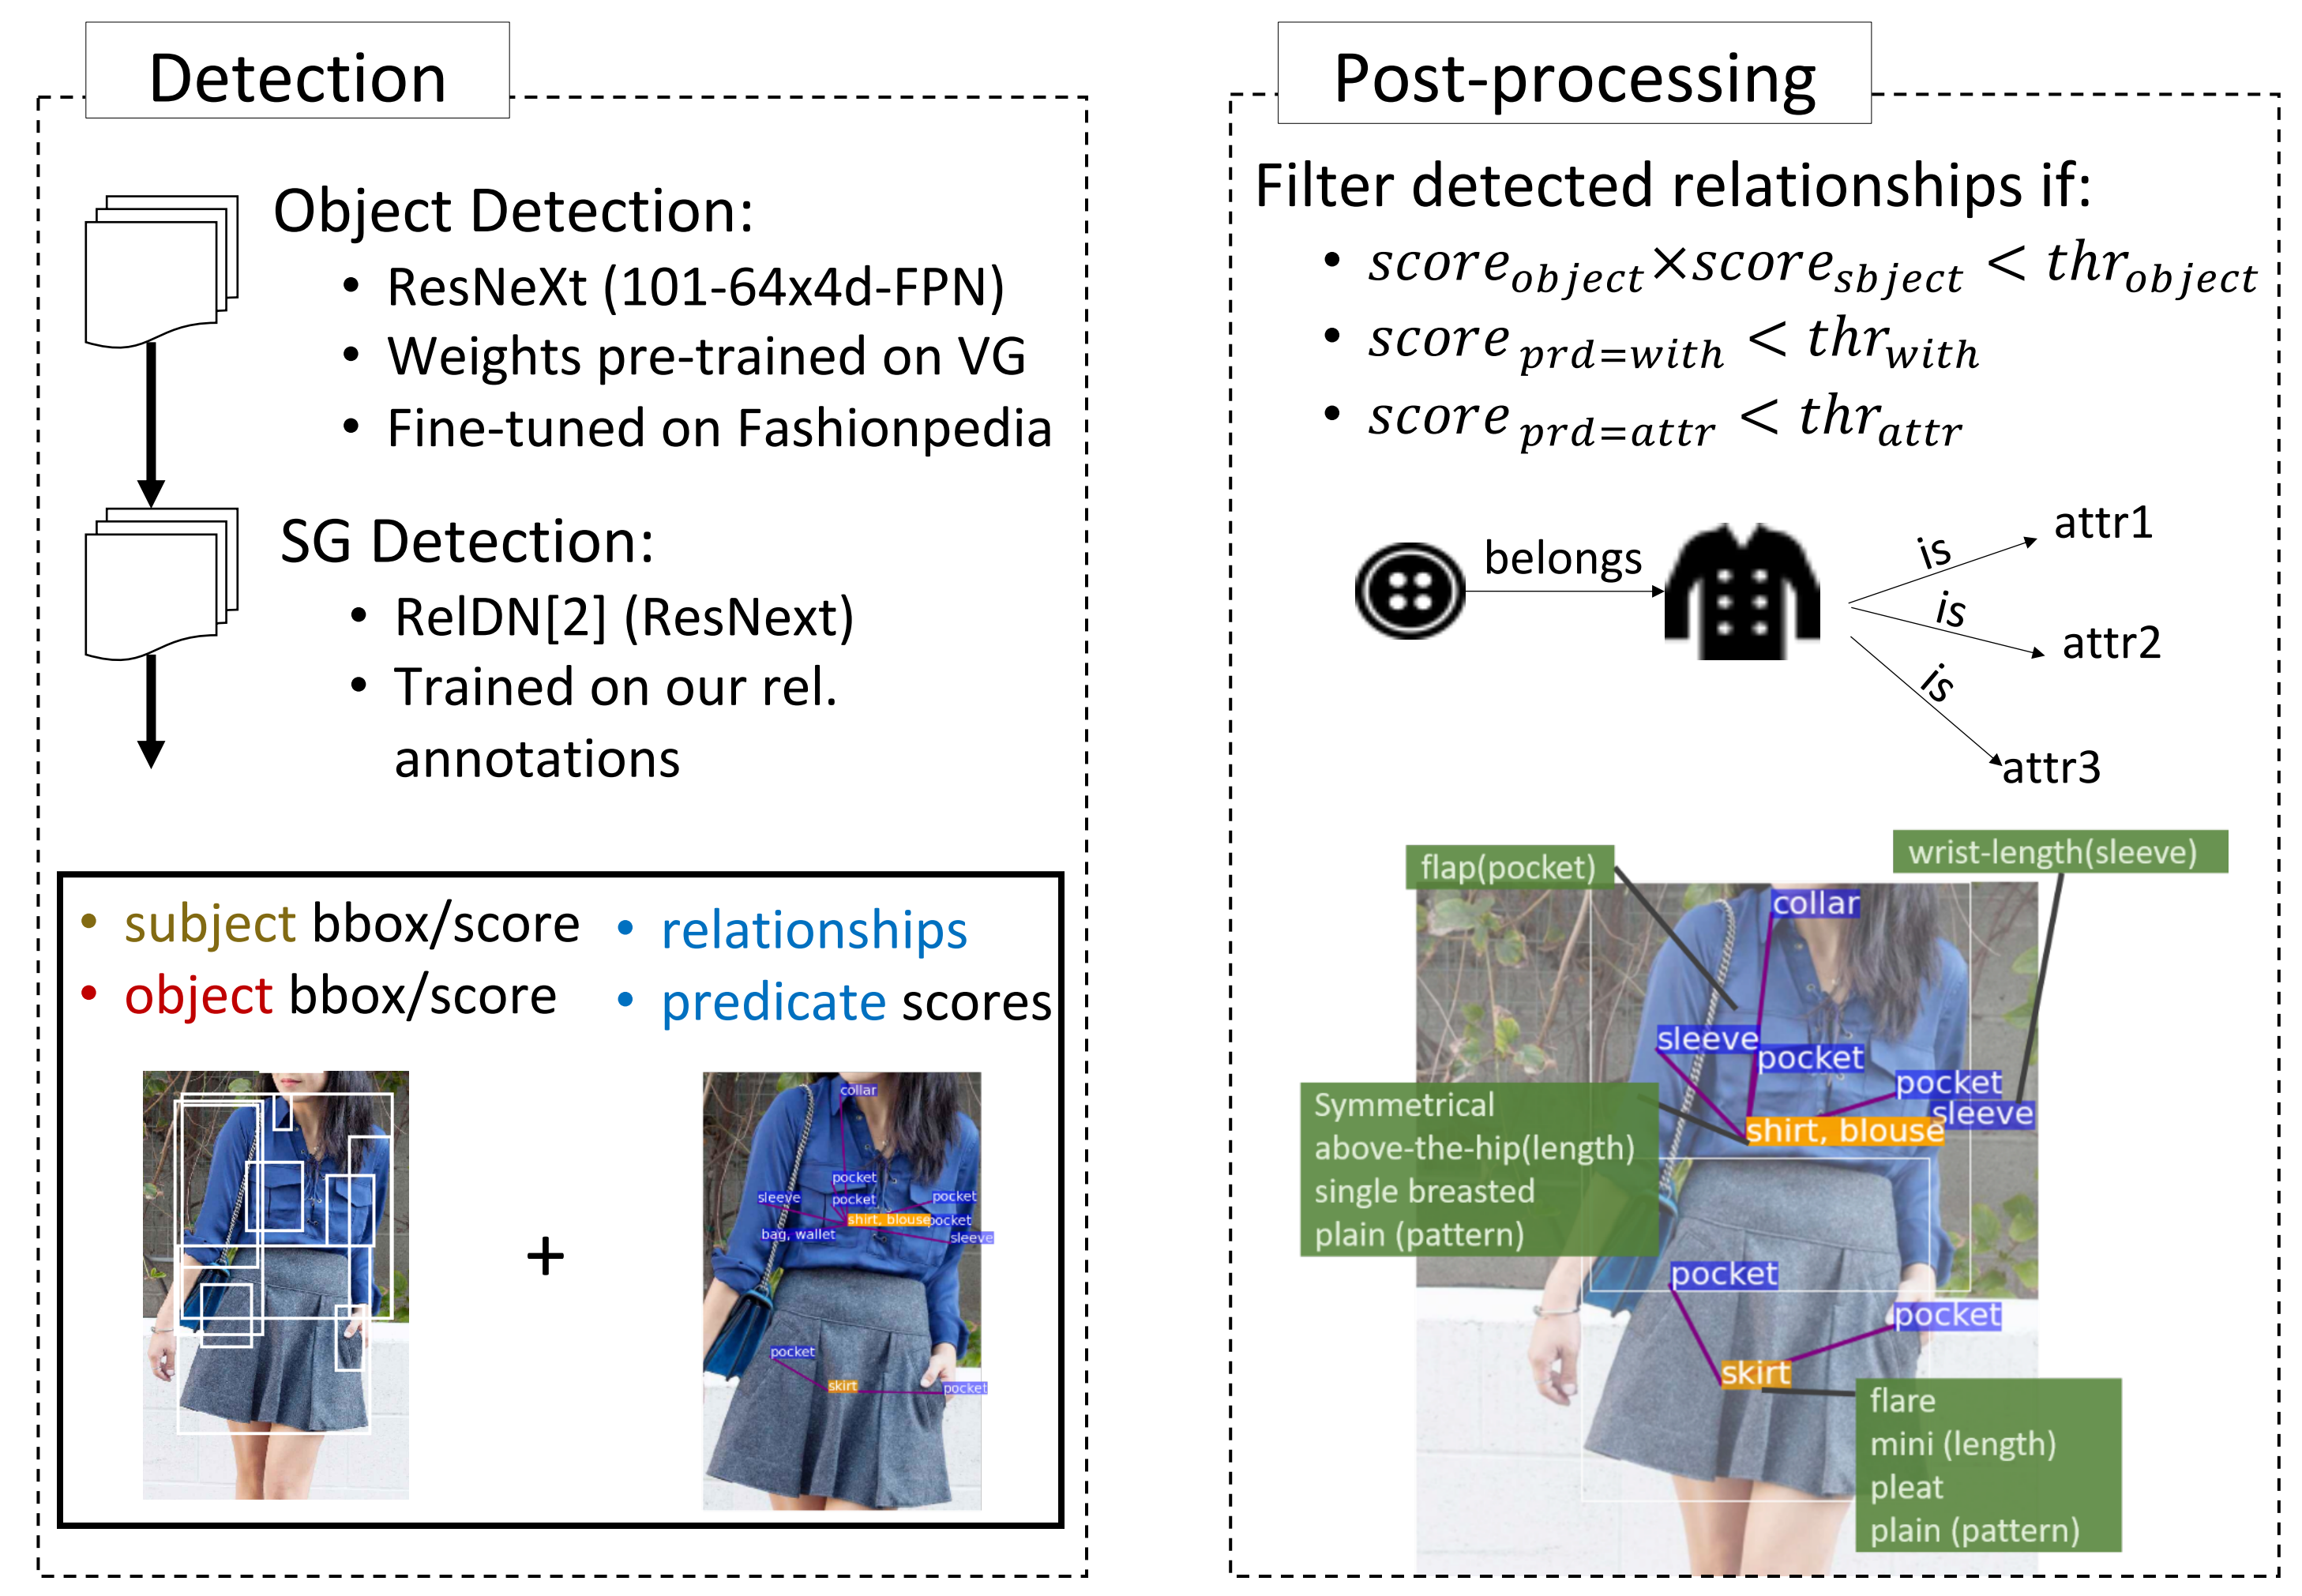 Detection
Object Detection:
• ResNeXt (101-64x4d-FPN)
• Weights pre-trained on VG
• Fine-tuned on Fashionpedia
SG Detection:
• RelDN[2] (ResNext)
• Trained on our rel.
annotations
• subject bbox/score
• object bbox/score
• relationships
• predicate scores
+
collar
pocket
sleeve
pocket
pocket
shirt, blouse
pocket
bag, wallet
sleeve
pocket
skirt
pocket
Post-processing
Filter detected relationships if:
• score_object × score_sbject < thr_object
• score_prd=with < thr_with
• score_prd=attr < thr_attr
belongs
is
attr1
is
attr2
is
attr3
flap(pocket)
wrist-length(sleeve)
collar
sleeve
pocket
pocket
sleeve
shirt, blouse
Symmetrical
above-the-hip(length)
single breasted
plain (pattern)
pocket
pocket
skirt
flare
mini (length)
pleat
plain (pattern)